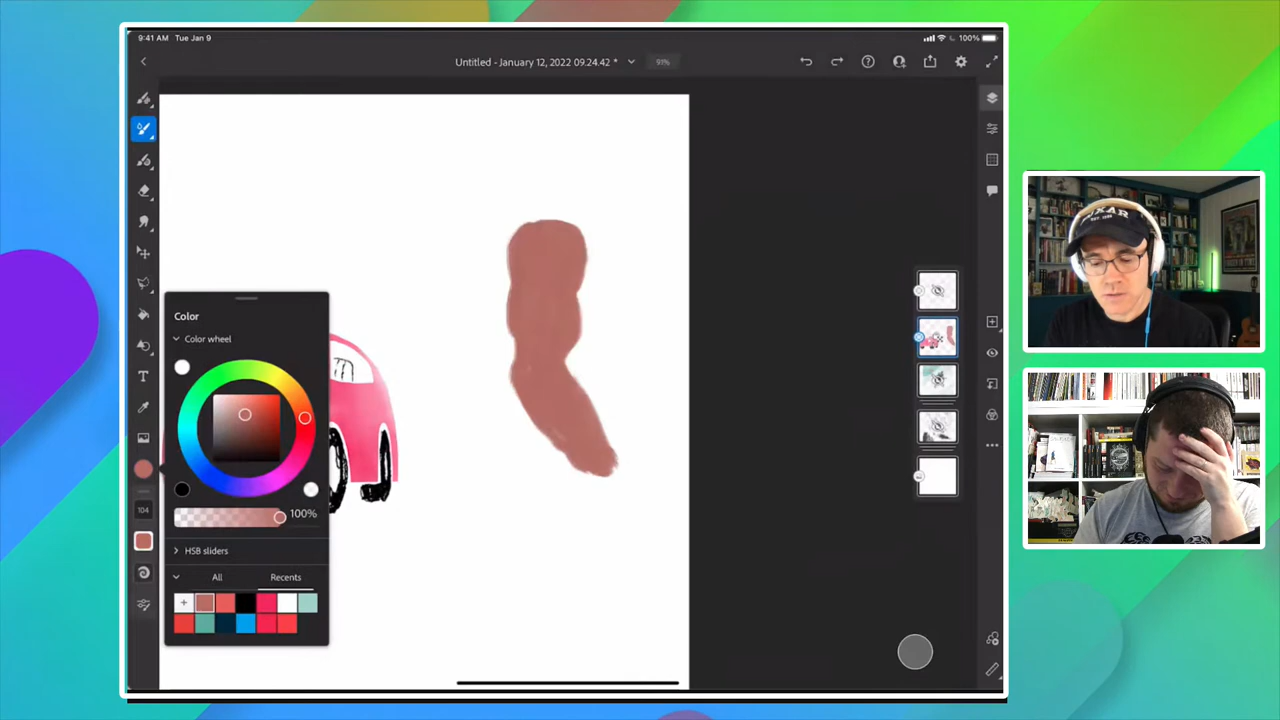 9:41 AM Tue Jan 9
100%
Untitled - January 12, 2022 09.24.42 *
91%
Color
Color wheel
100%
HSB sliders
All
Recents
104
T